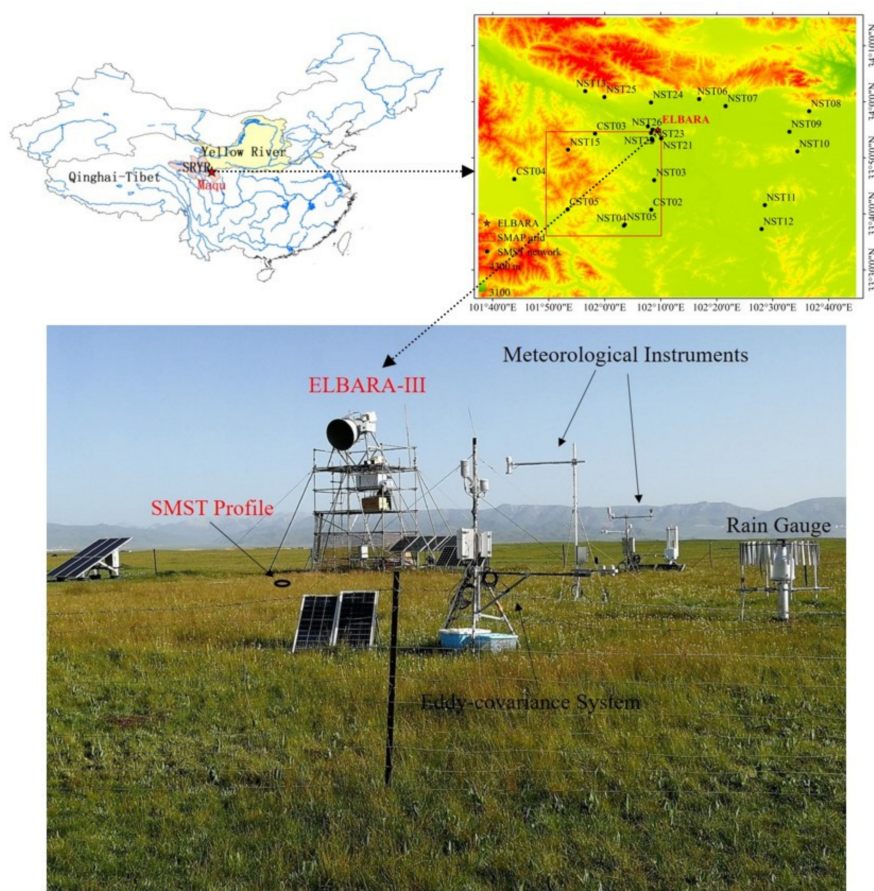 Yellow River
SRYR
Qinghai-Tibet
Maqu
NST13
NST25
NST24
NST06
NST07
NST08
NST26
ELBARA
NST09
CST03
NST21
NST15
NST10
CST04
NST03
CST05
CST02
NST11
NST04
NST05
NST12
ELBARA
SMAP grid
SMST network
3100
101°40'0"E
101°50'0"E
102°0'0"E
102°10'0"E
102°20'0"E
102°30'0"E
102°40'0"E
Meteorological Instruments
ELBARA-III
SMST Profile
Rain Gauge
Eddy-covariance System